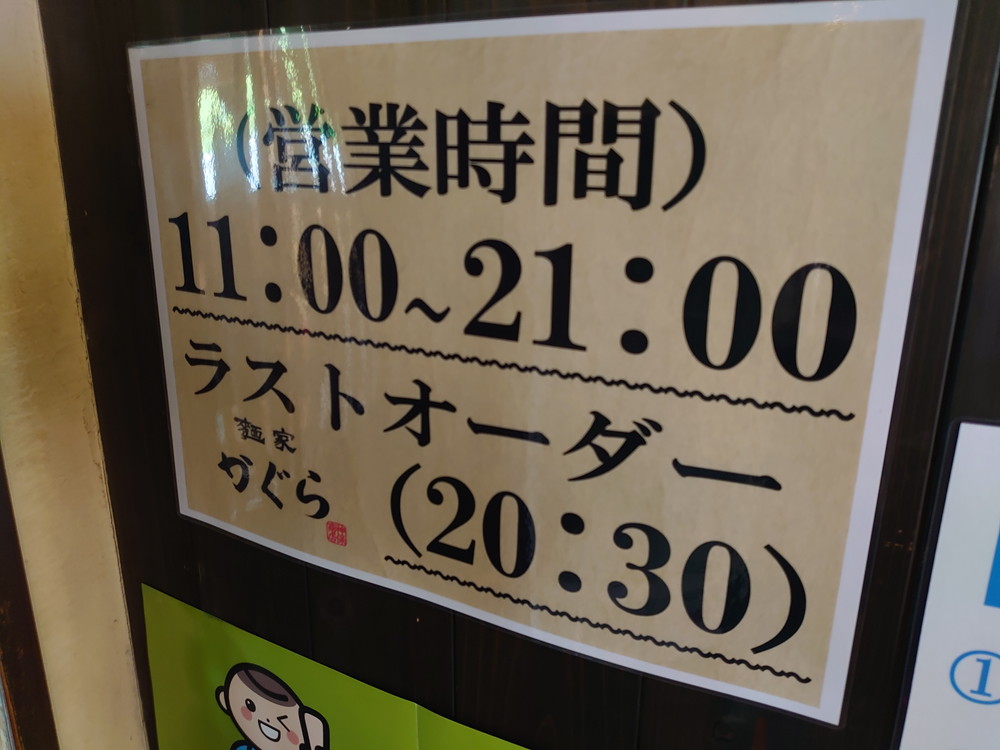 (営業時間)
11:00~21:00
ラストオーダー
麺家
かぐら
(20:30)
①